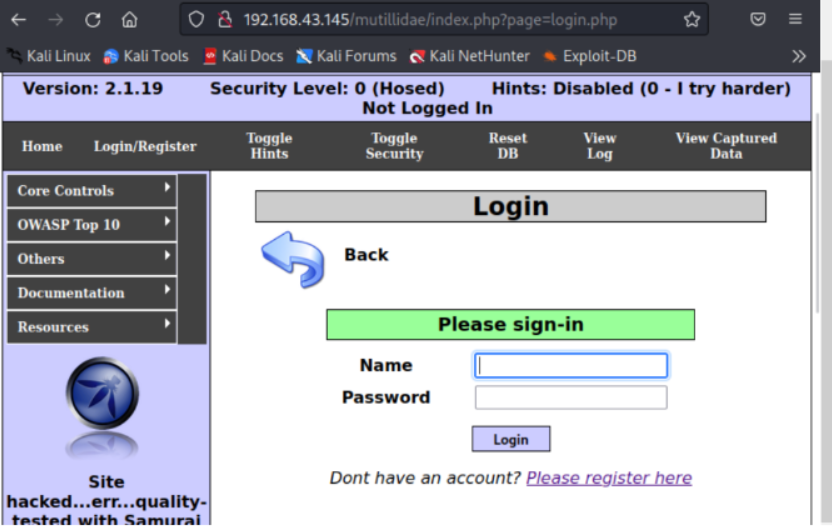 192.168.43.145/mutillidae/index.php?page=login.php
Kali Linux Kali Tools Kali Docs Kali Forums Kali NetHunter Exploit-DB
Version: 2.1.19 Security Level: 0 (Hosed) Hints: Disabled (0 - I try harder)
Not Logged In
Home Login/Register Toggle Hints Toggle Security Reset DB View Log View Captured Data
Core Controls
OWASP Top 10
Others
Documentation
Resources
Site
hacked...err...quality-
tested with Samurai
Login
Back
Please sign-in
Name
Password
Login
Dont have an account? Please register here